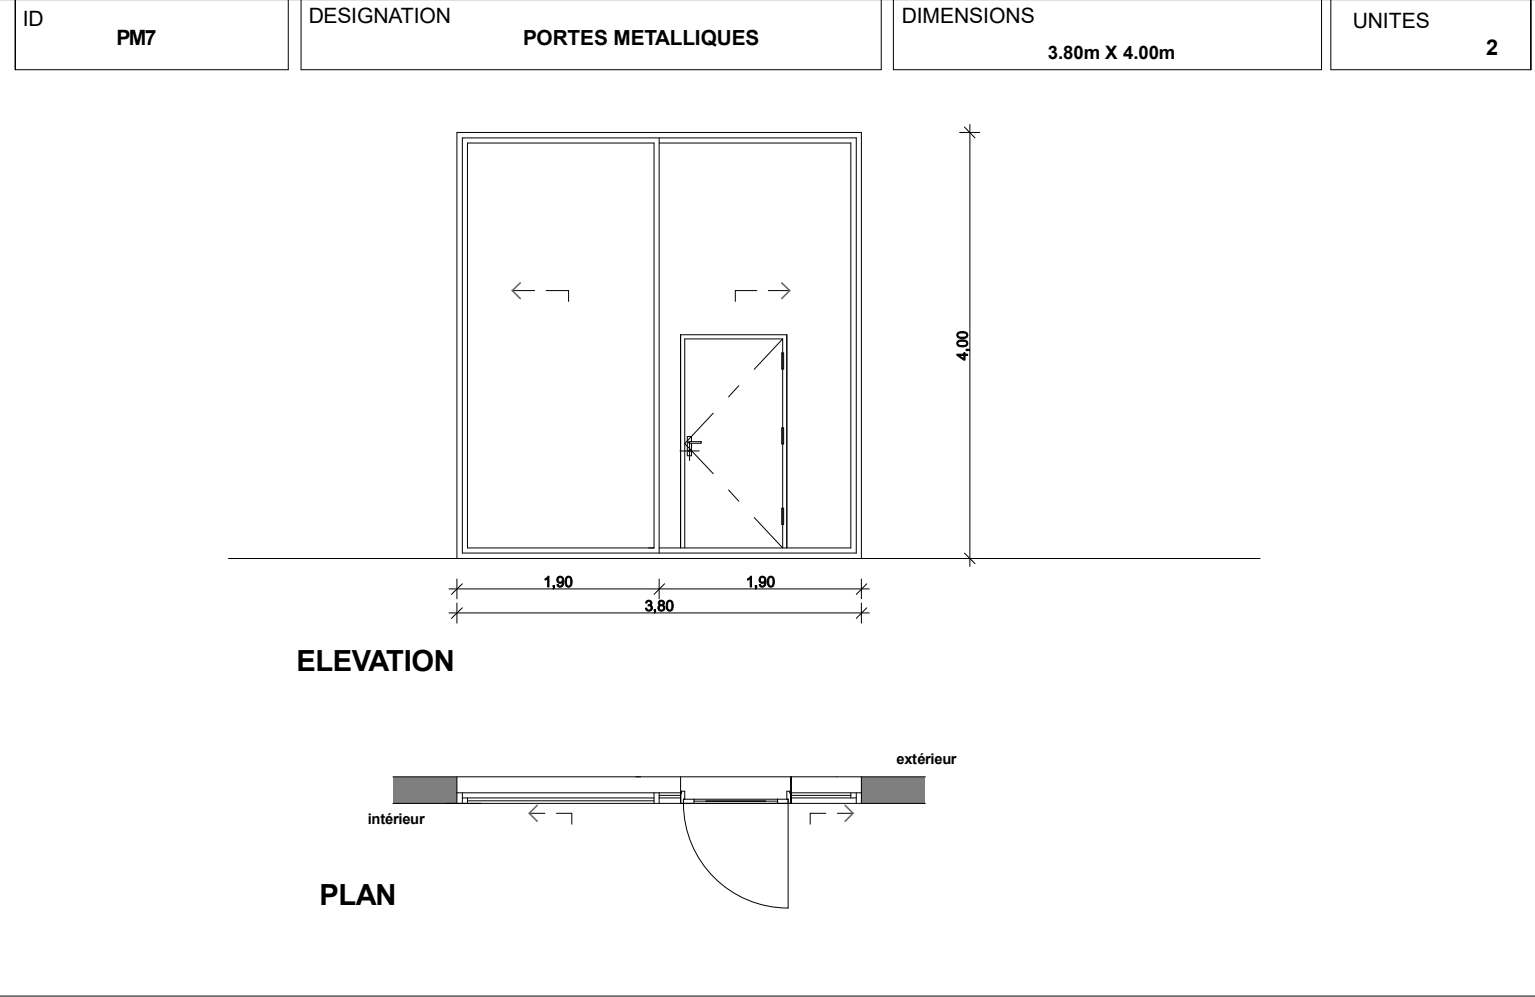 ID
PM7
DESIGNATION
PORTES METALLIQUES
DIMENSIONS
3.80m X 4.00m
UNITES
2
4,00
1,90
1,90
3,80
ELEVATION
extérieur
intérieur
PLAN